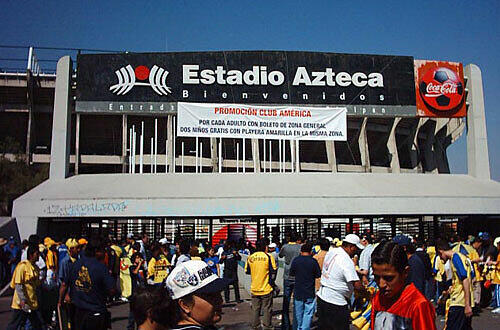 Estadio Azteca
Bienvenidos
Coca-Cola
PROMOCIÓN CLUB AMÉRICA
POR CADA ADULTO CON BOLETO DE ZONA GENERAL
DOS NIÑOS GRATIS CON PLAYERA AMARILLA EN LA MISMA ZONA.